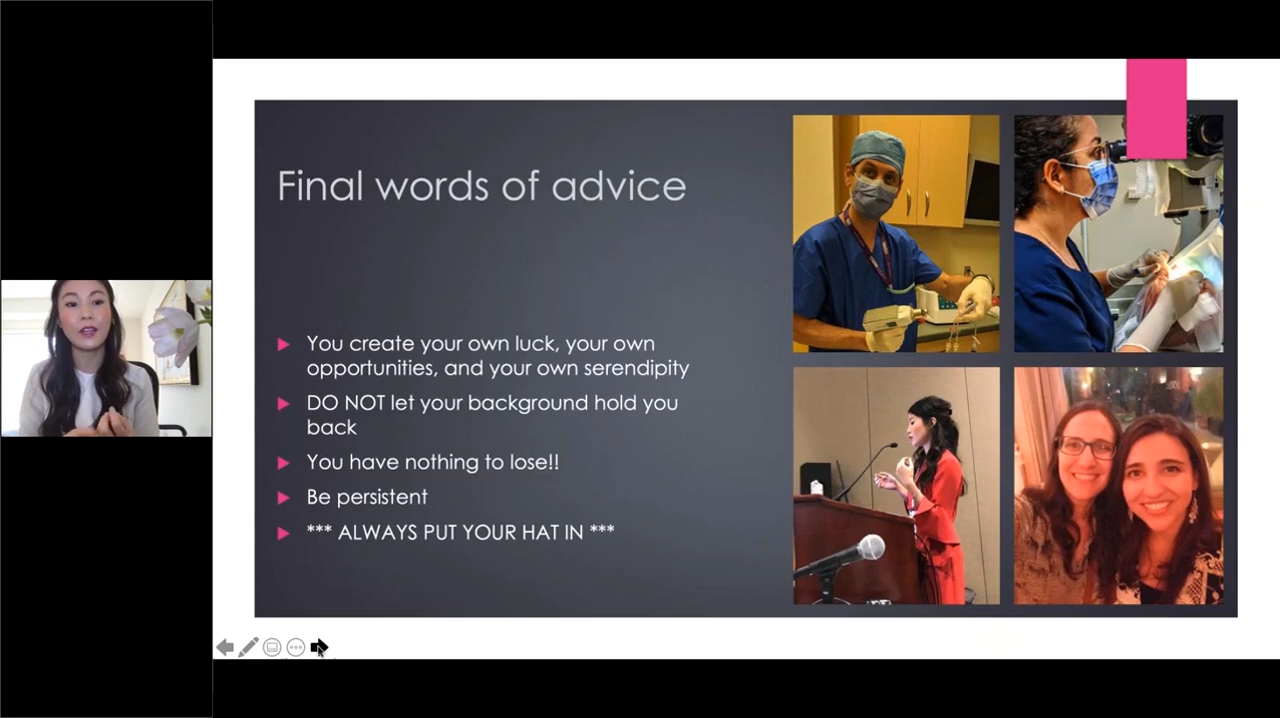 Final words of advice
You create your own luck, your own
opportunities, and your own serendipity
DO NOT let your background hold you
back
You have nothing to lose!!
Be persistent
*** ALWAYS PUT YOUR HAT IN ***